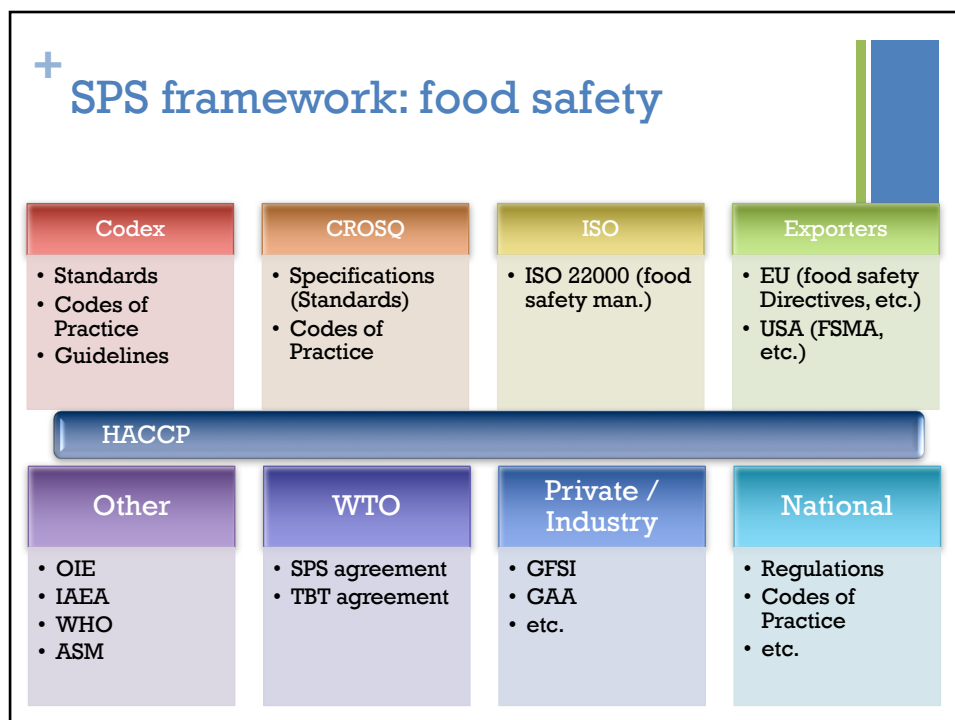 +
SPS framework: food safety
Codex
• Standards
• Codes of
Practice
• Guidelines
CROSQ
• Specifications
(Standards)
• Codes of
Practice
ISO
• ISO 22000 (food
safety man.)
Exporters
• EU (food safety
Directives, etc.)
• USA (FSMA,
etc.)
HACCP
Other
• OIE
• IAEA
• WHO
• ASM
WTO
• SPS agreement
• TBT agreement
Private /
Industry
• GFSI
• GAA
• etc.
National
• Regulations
• Codes of
Practice
• etc.